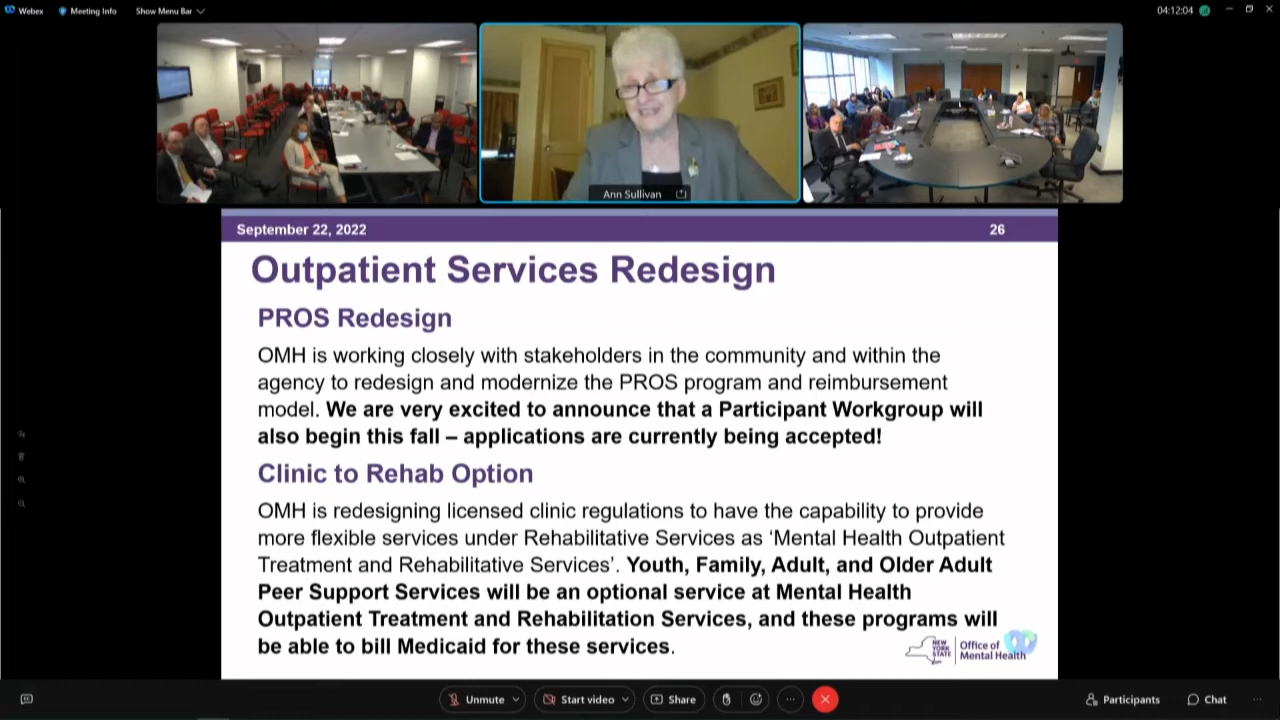 Webex
Meeting Info
Show Menu Bar
04:12:04
Ann Sullivan
September 22, 2022
26
Outpatient Services Redesign
PROS Redesign
OMH is working closely with stakeholders in the community and within the
agency to redesign and modernize the PROS program and reimbursement
model. We are very excited to announce that a Participant Workgroup will
also begin this fall – applications are currently being accepted!
Clinic to Rehab Option
OMH is redesigning licensed clinic regulations to have the capability to provide
more flexible services under Rehabilitative Services as ‘Mental Health Outpatient
Treatment and Rehabilitative Services’. Youth, Family, Adult, and Older Adult
Peer Support Services will be an optional service at Mental Health
Outpatient Treatment and Rehabilitation Services, and these programs will
be able to bill Medicaid for these services.
NEW
YORK
STATE
Office of
Mental Health
Unmute
Start video
Share
Participants
Chat